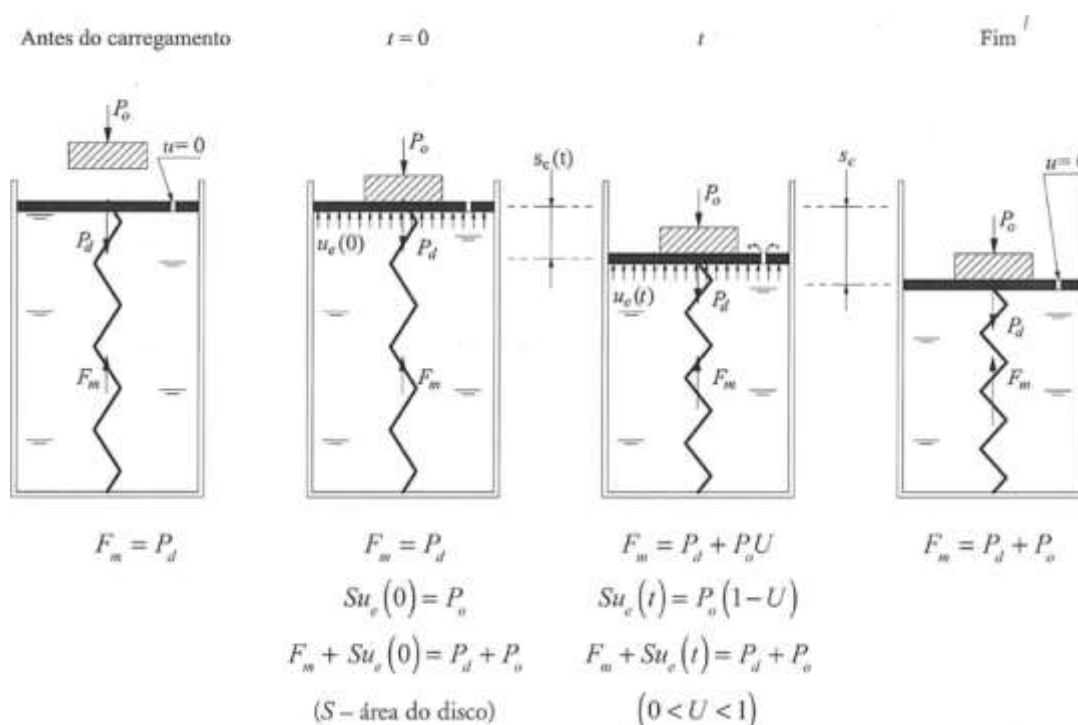 Antes do carregamento
t = 0
t
Fim
P_o
u = 0
P_d
F_m
P_o
u_e(0)
P_d
F_m
s_c(t)
P_o
u_e(t)
P_d
F_m
s_c
u =
P_o
P_d
F_m
F_m = P_d
F_m = P_d
F_m = P_d + P_o U
F_m = P_d + P_o
Su_e(0) = P_o
Su_e(t) = P_o(1 − U)
F_m + Su_e(0) = P_d + P_o
F_m + Su_e(t) = P_d + P_o
(S – área do disco)
(0 < U < 1)